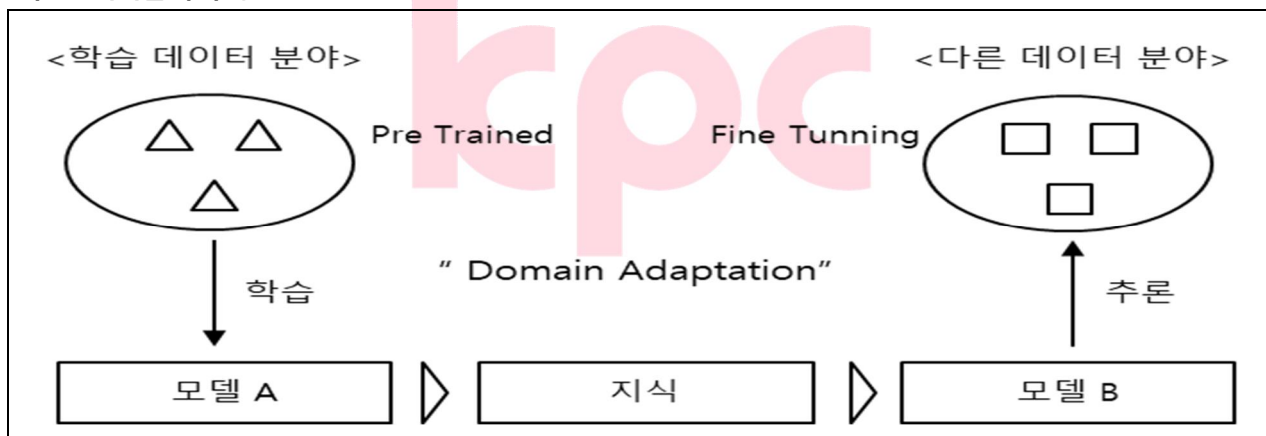 <학습 데이터 분야>
<다른 데이터 분야>
Pre Trained
Fine Tunning
kpc
" Domain Adaptation"
학습
추론
모델 A
지식
모델 B